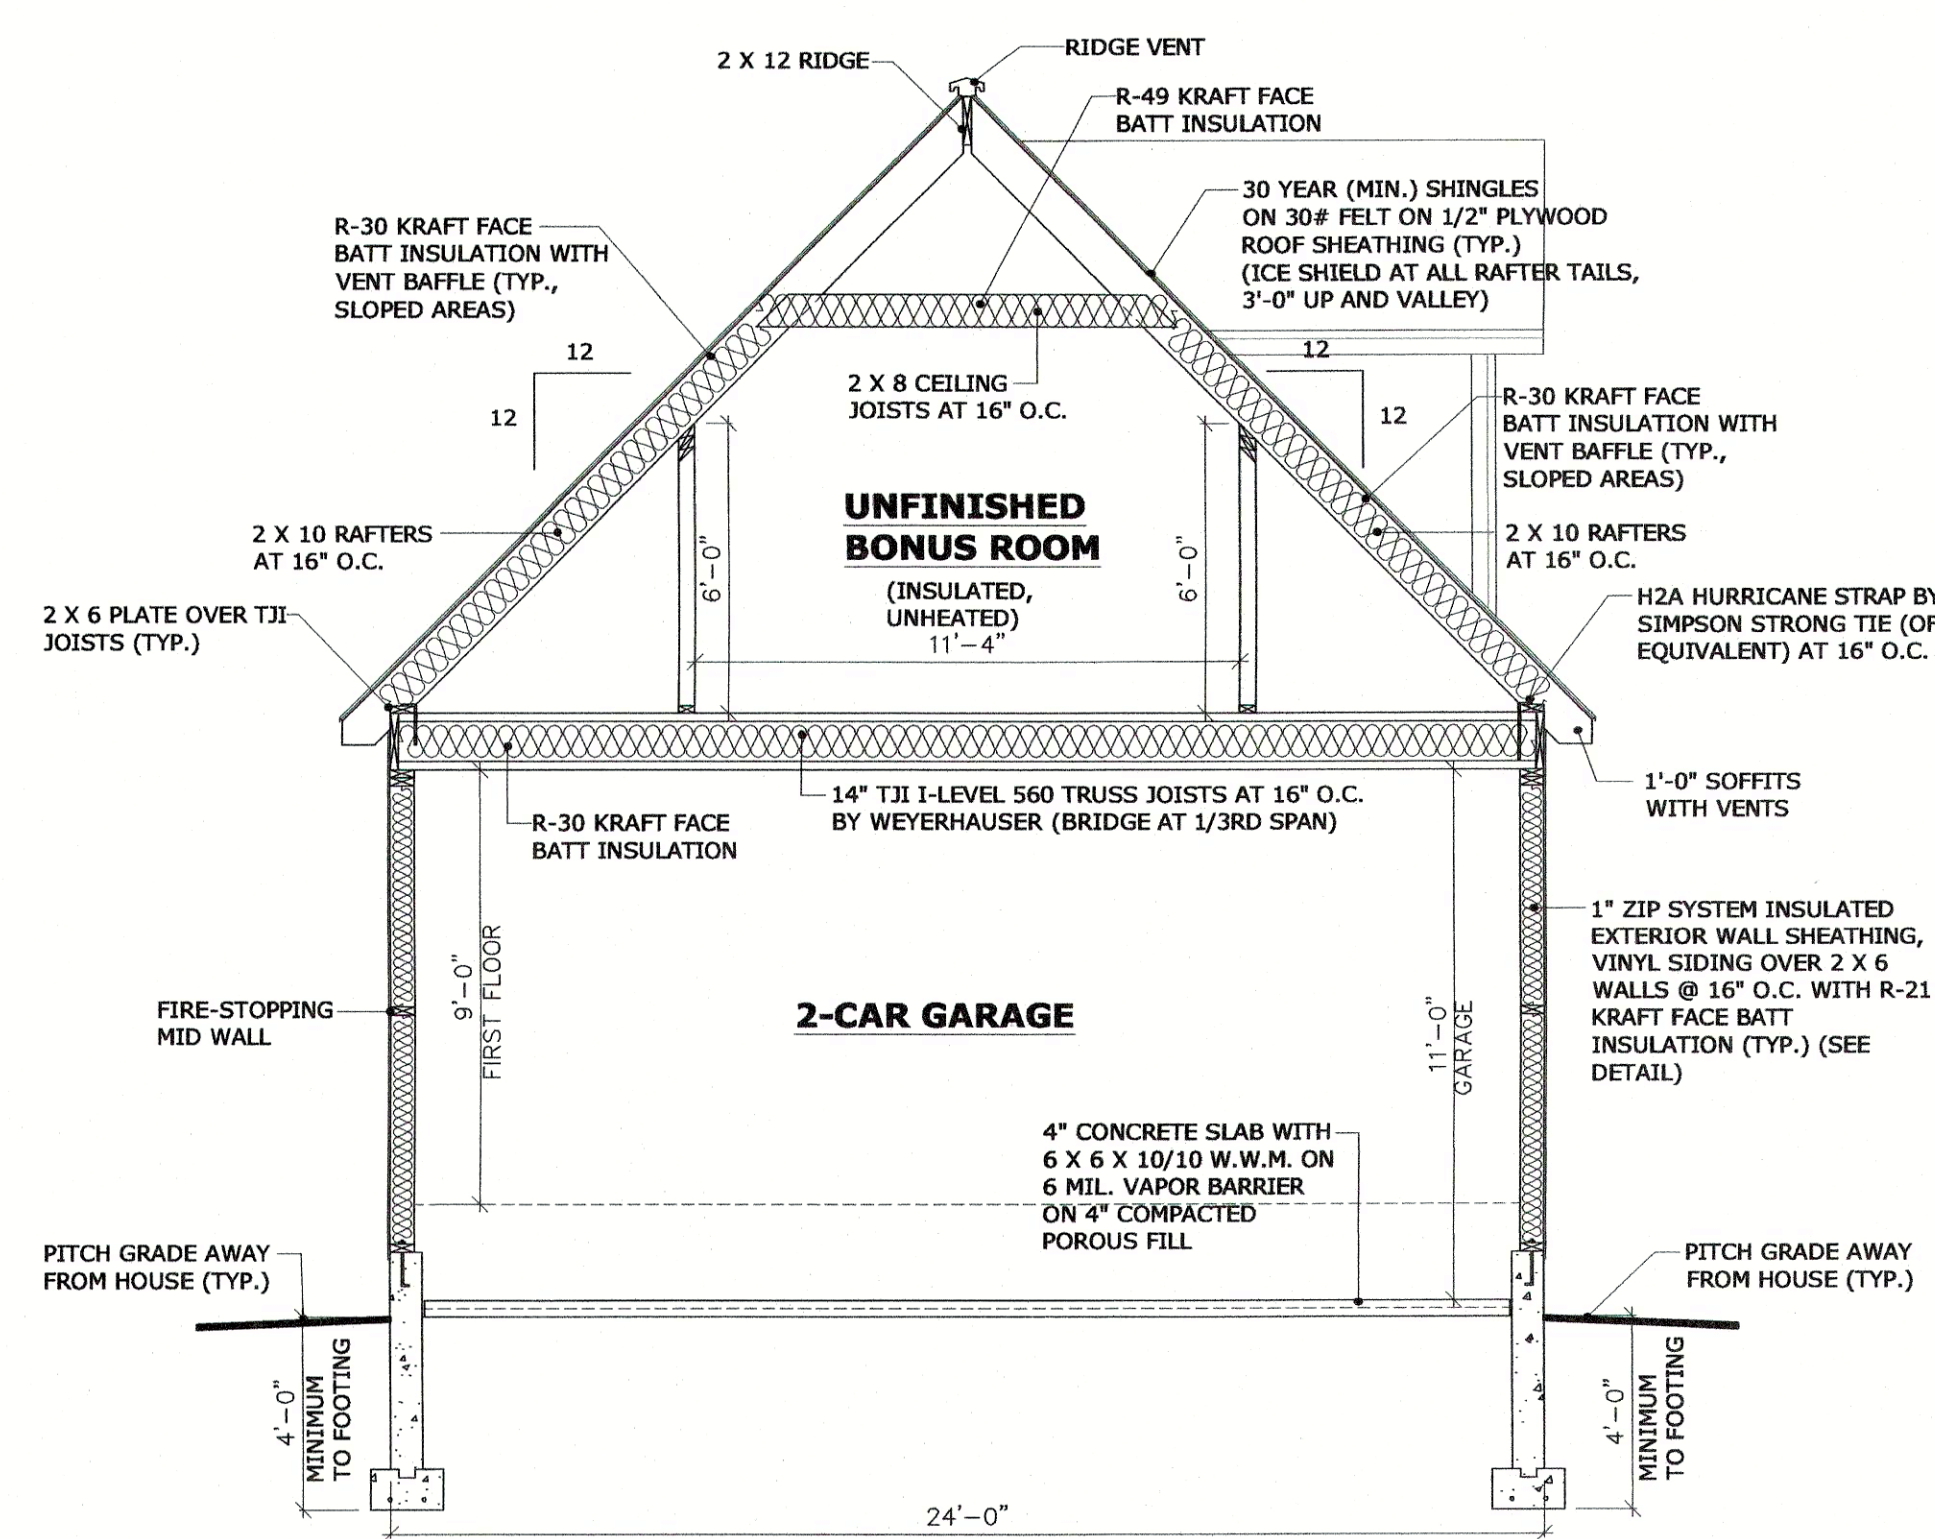 2 X 12 RIDGE
RIDGE VENT
R-49 KRAFT FACE
BATT INSULATION
30 YEAR (MIN.) SHINGLES
ON 30# FELT ON 1/2" PLYWOOD
ROOF SHEATHING (TYP.)
(ICE SHIELD AT ALL RAFTER TAILS,
3'-0" UP AND VALLEY)
R-30 KRAFT FACE
BATT INSULATION WITH
VENT BAFFLE (TYP.,
SLOPED AREAS)
12
12
12
12
2 X 8 CEILING
JOISTS AT 16" O.C.
R-30 KRAFT FACE
BATT INSULATION WITH
VENT BAFFLE (TYP.,
SLOPED AREAS)
UNFINISHED
BONUS ROOM
(INSULATED,
UNHEATED)
11'-4"
6'-0"
6'-0"
2 X 10 RAFTERS
AT 16" O.C.
2 X 10 RAFTERS
AT 16" O.C.
2 X 6 PLATE OVER TJI
JOISTS (TYP.)
H2A HURRICANE STRAP BY
SIMPSON STRONG TIE (OR
EQUIVALENT) AT 16" O.C.
1'-0" SOFFITS
WITH VENTS
14" TJI I-LEVEL 560 TRUSS JOISTS AT 16" O.C.
BY WEYERHAUSER (BRIDGE AT 1/3RD SPAN)
R-30 KRAFT FACE
BATT INSULATION
9'-0"
FIRST FLOOR
2-CAR GARAGE
11'-0"
GARAGE
FIRE-STOPPING
MID WALL
1" ZIP SYSTEM INSULATED
EXTERIOR WALL SHEATHING,
VINYL SIDING OVER 2 X 6
WALLS @ 16" O.C. WITH R-21
KRAFT FACE BATT
INSULATION (TYP.) (SEE
DETAIL)
4" CONCRETE SLAB WITH
6 X 6 X 10/10 W.W.M. ON
6 MIL. VAPOR BARRIER
ON 4" COMPACTED
POROUS FILL
PITCH GRADE AWAY
FROM HOUSE (TYP.)
PITCH GRADE AWAY
FROM HOUSE (TYP.)
4'-0"
MINIMUM
TO FOOTING
4'-0"
MINIMUM
TO FOOTING
24'-0"